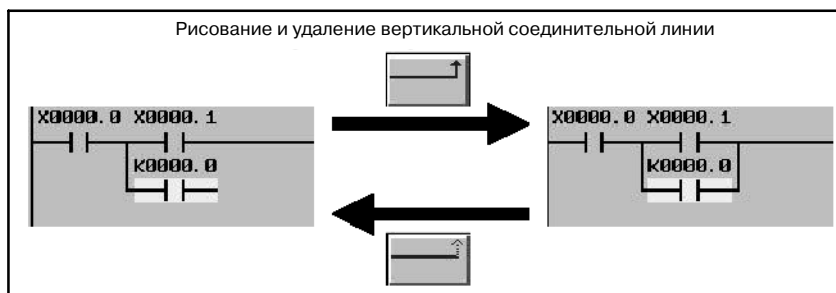 Рисование и удаление вертикальной соединительной линии
X0000.0 X0000.1
K0000.0
X0000.0 X0000.1
K0000.0